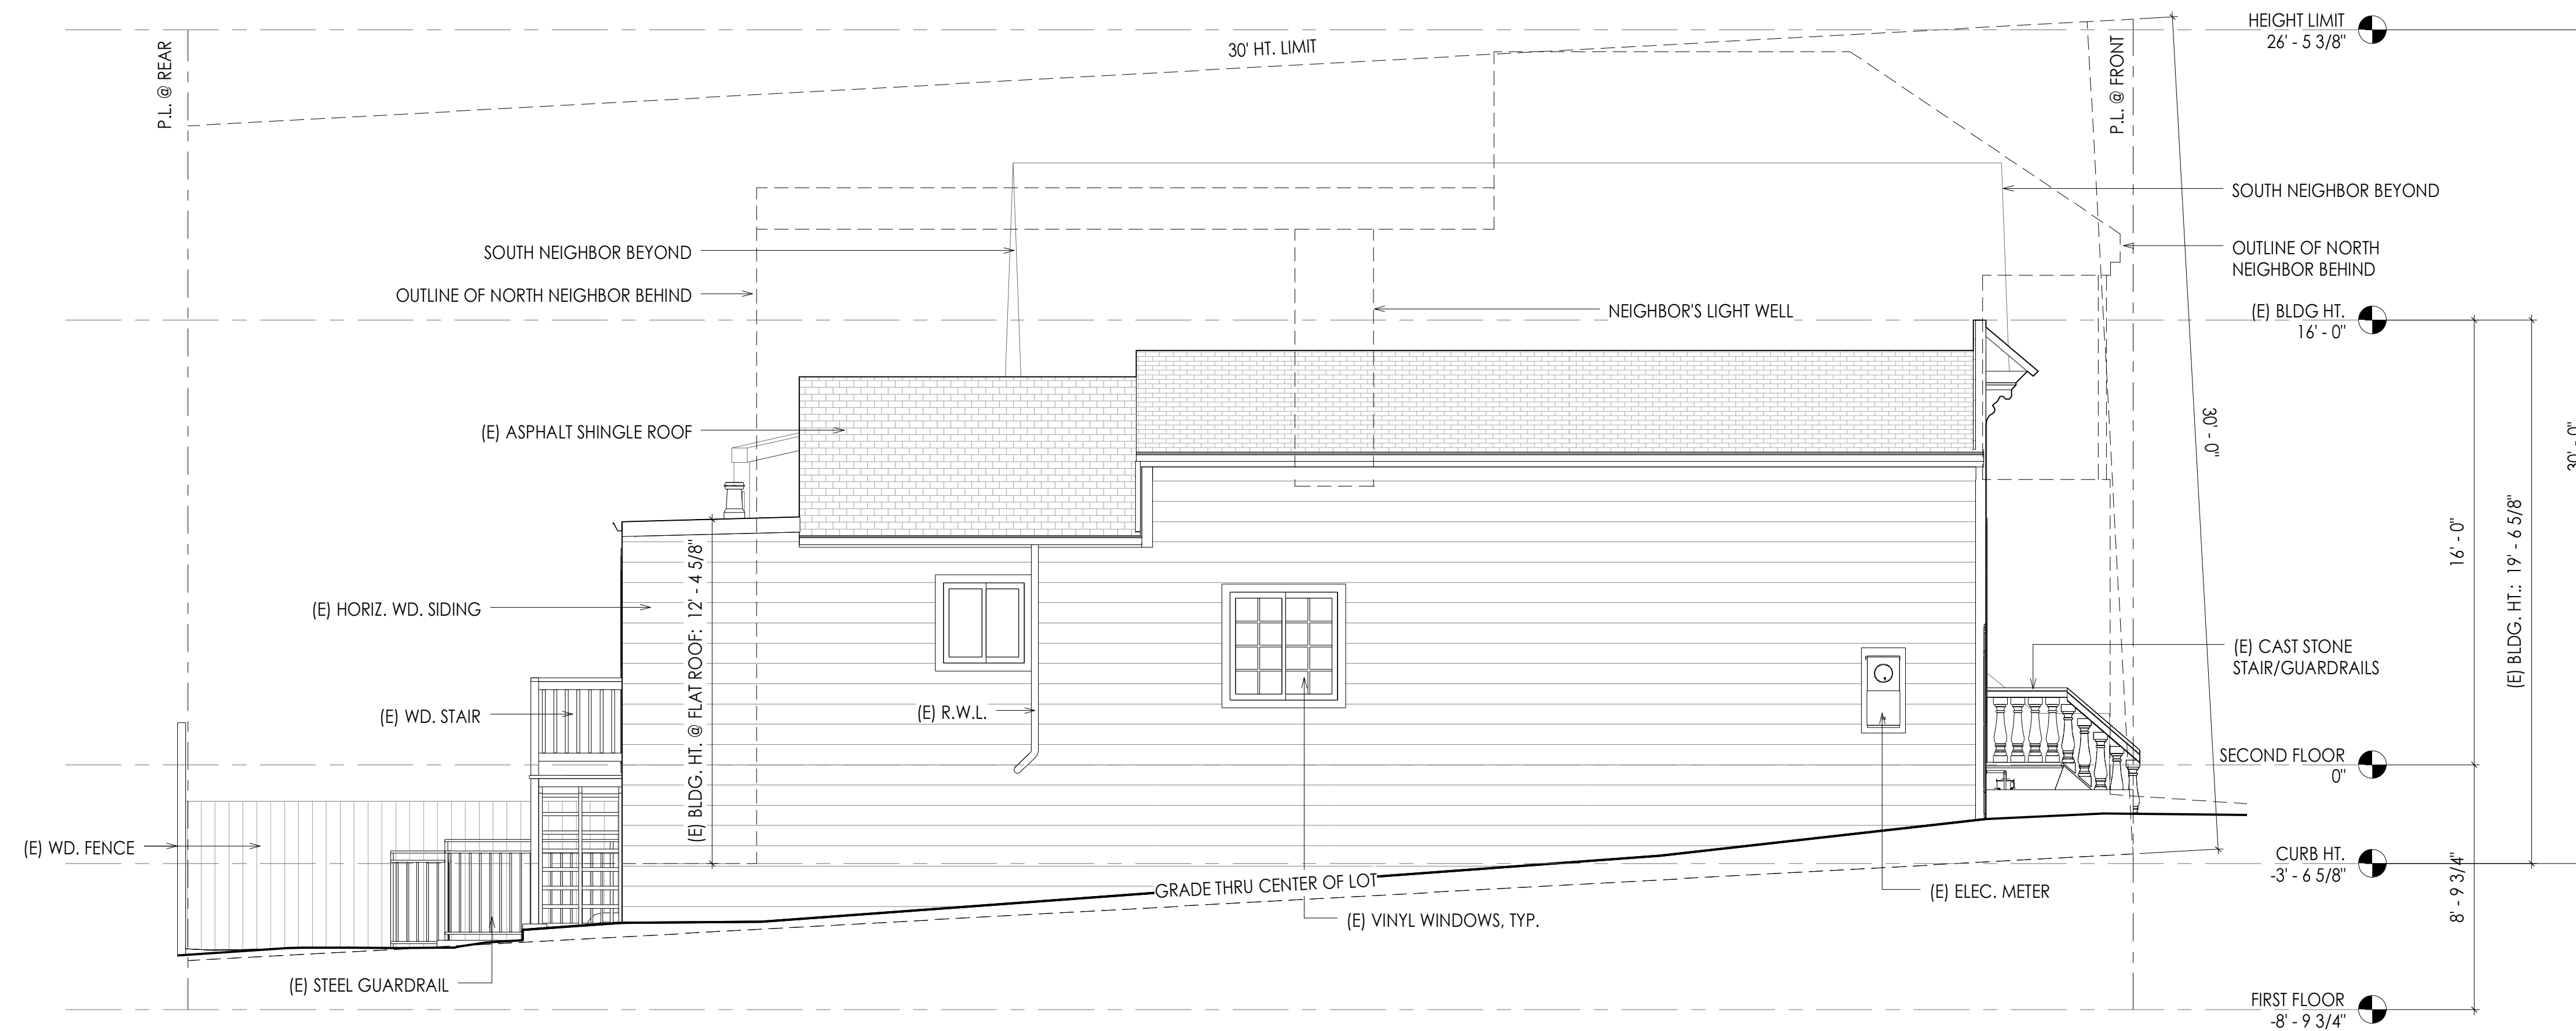 HEIGHT LIMIT
26' - 5 3/8"
P.L. @ REAR
30' HT. LIMIT
P.L. @ FRONT
SOUTH NEIGHBOR BEYOND
SOUTH NEIGHBOR BEYOND
OUTLINE OF NORTH
NEIGHBOR BEHIND
OUTLINE OF NORTH NEIGHBOR BEHIND
NEIGHBOR'S LIGHT WELL
(E) BLDG HT.
16' - 0"
(E) ASPHALT SHINGLE ROOF
30' - 0"
30' - 0"
16' - 0"
(E) BLDG. HT.: 19' - 6 5/8"
(E) HORIZ. WD. SIDING
(E) BLDG. HT. @ FLAT ROOF: 12' - 4 5/8"
(E) CAST STONE
STAIR/GUARDRAILS
(E) WD. STAIR
(E) R.W.L.
SECOND FLOOR
0"
(E) WD. FENCE
CURB HT.
-3' - 6 5/8"
8' - 9 3/4"
GRADE THRU CENTER OF LOT
(E) ELEC. METER
(E) VINYL WINDOWS, TYP.
(E) STEEL GUARDRAIL
FIRST FLOOR
-8' - 9 3/4"